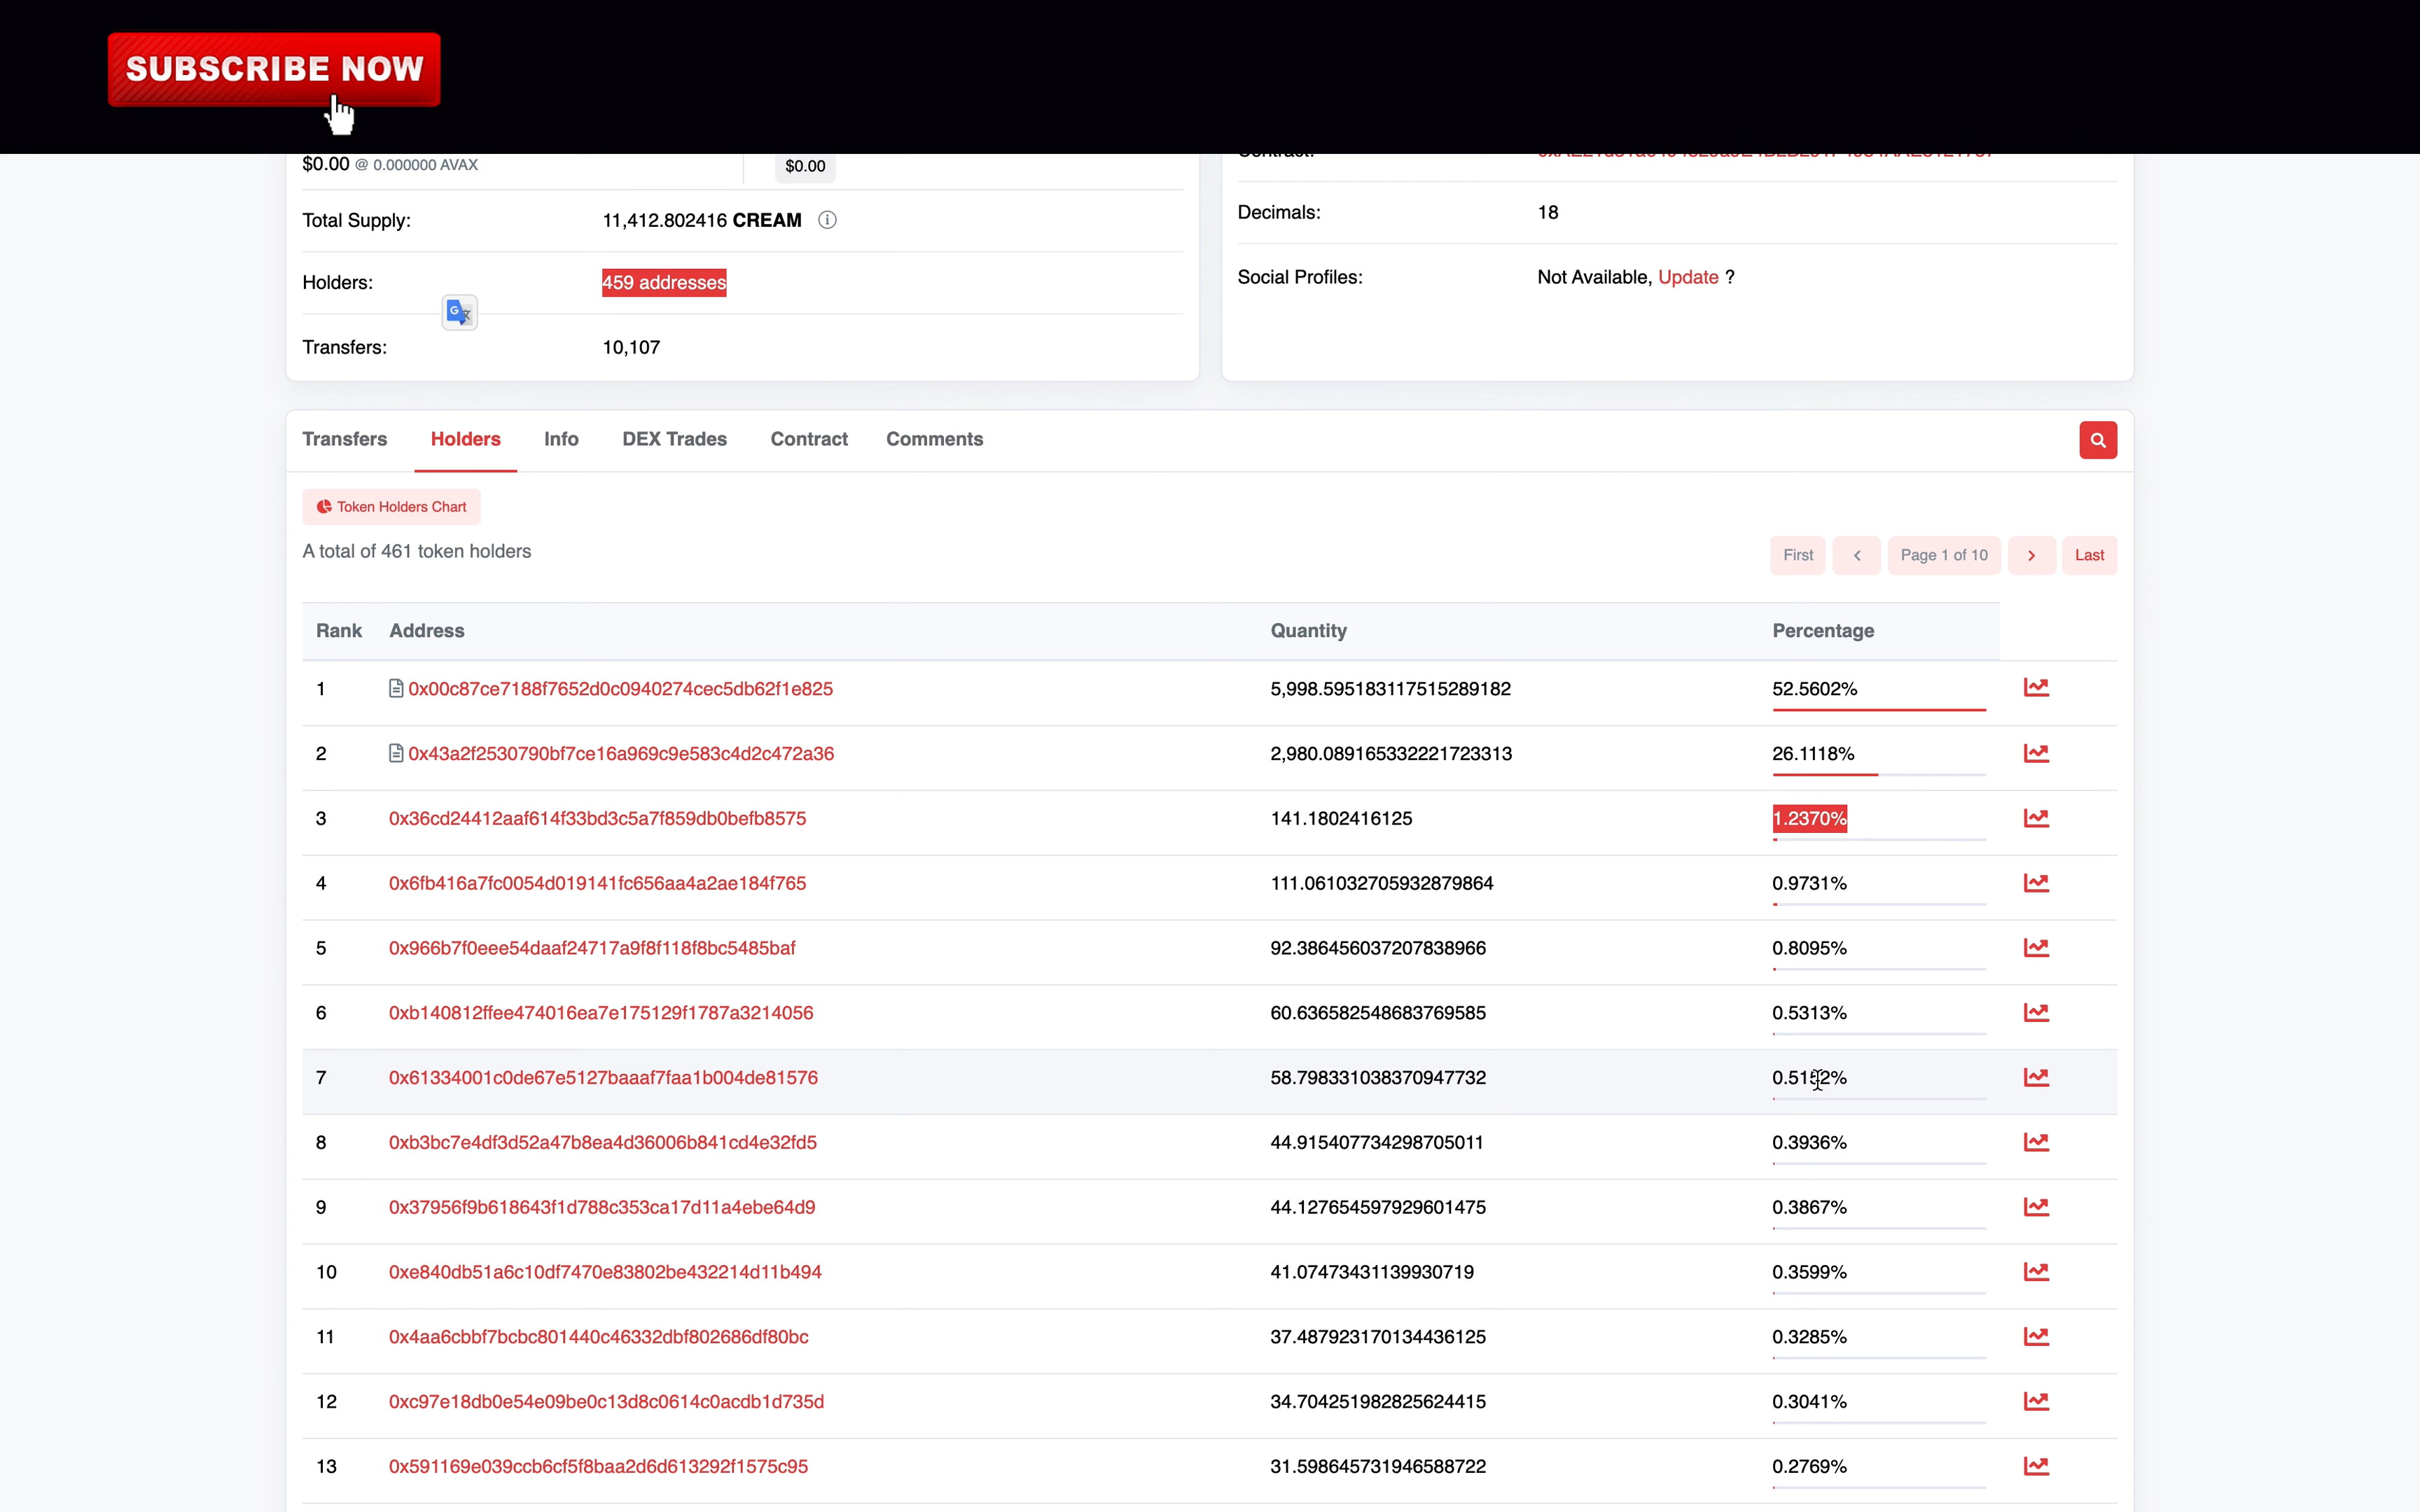 SUBSCRIBE NOW
$0.00 @ 0.000000 AVAX
$0.00
Total Supply: 11,412.802416 CREAM
Holders: 459 addresses
Transfers: 10,107
Decimals: 18
Social Profiles: Not Available, Update ?
Transfers Holders Info DEX Trades Contract Comments
Token Holders Chart
A total of 461 token holders
First Page 1 of 10 Last
Rank Address Quantity Percentage
1 0x00c87ce7188f7652d0c0940274cec5db62f1e825 5,998.595183117515289182 52.5602%
2 0x43a2f2530790bf7ce16a969c9e583c4d2c472a36 2,980.089165332221723313 26.1118%
3 0x36cd24412aaf614f33bd3c5a7f859db0befb8575 141.1802416125 1.2370%
4 0x6fb416a7fc0054d019141fc656aa4a2ae184f765 111.061032705932879864 0.9731%
5 0x966b7f0eee54daaf24717a9f8f118f8bc5485baf 92.386456037207838966 0.8095%
6 0xb140812ffee474016ea7e175129f1787a3214056 60.636582548683769585 0.5313%
7 0x61334001c0de67e5127baaaf7faa1b004de81576 58.798331038370947732
8 0xb3bc7e4df3d52a47b8ea4d36006b841cd4e32fd5 44.915407734298705011 0.3936%
9 0x37956f9b618643f1d788c353ca17d11a4ebe64d9 44.127654597929601475 0.3867%
10 0xe840db51a6c10df7470e83802be432214d11b494 41.07473431139930719 0.3599%
11 0x4aa6cbbf7bcbc801440c46332dbf802686df80bc 37.487923170134436125 0.3285%
12 0xc97e18db0e54e09be0c13d8c0614c0acdb1d735d 34.704251982825624415 0.3041%
13 0x591169e039ccb6cf5f8baa2d6d613292f1575c95 31.598645731946588722 0.2769%